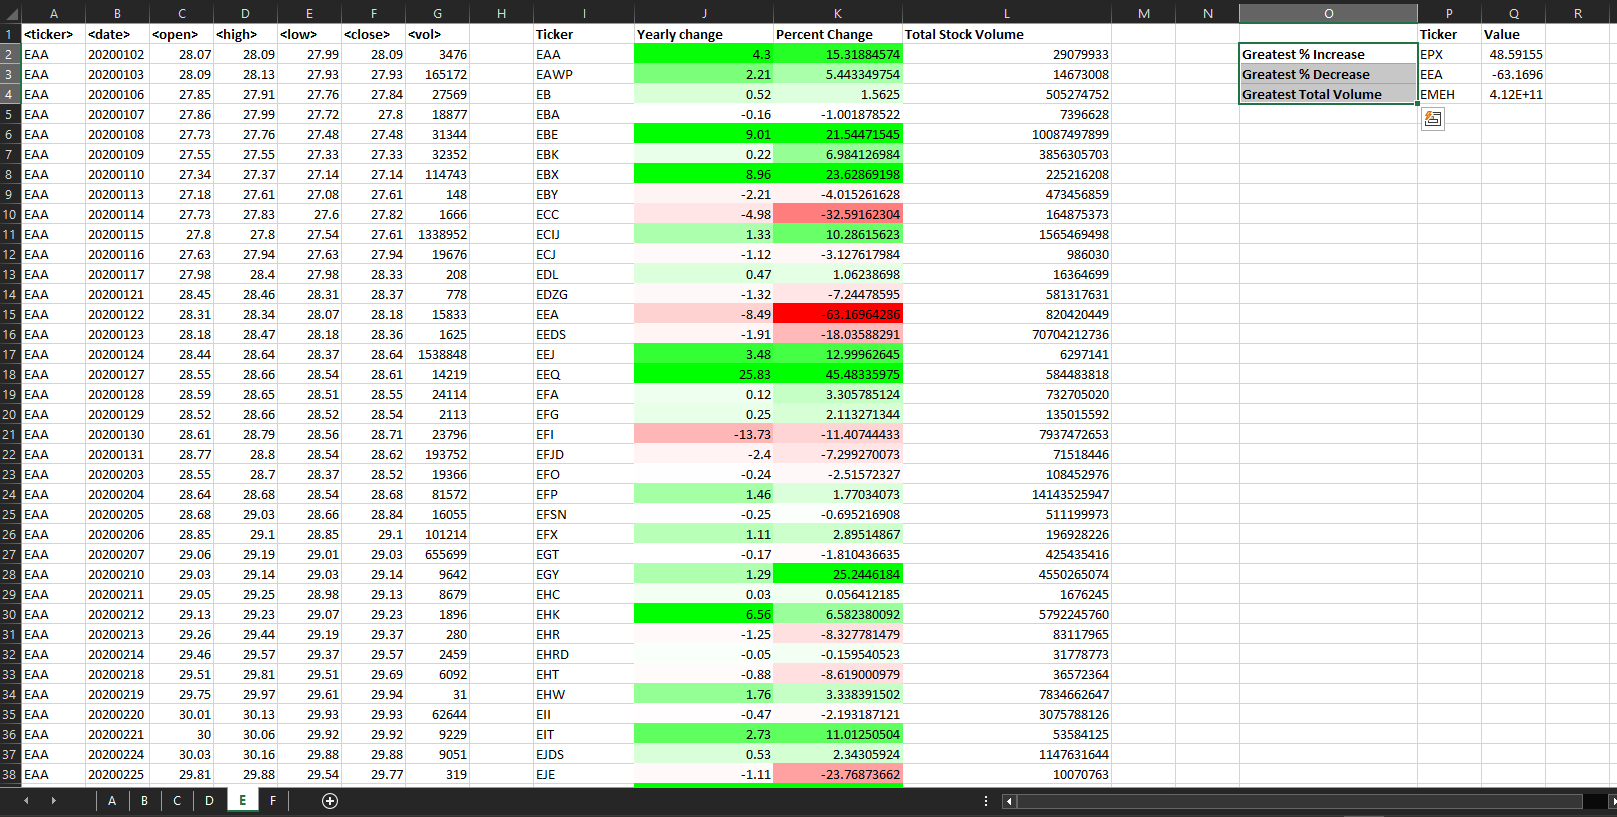 A B C D E F G H I J K L M N O P Q R
1 <ticker> <date> <open> <high> <low> <close> <vol> Ticker Yearly change Percent Change Total Stock Volume Ticker Value
2 EAA 20200102 28.07 28.09 27.99 28.09 3476 EAA 4.3 15.31884574 29079933 Greatest % Increase EPX 48.59155
3 EAA 20200103 28.09 28.13 27.93 27.93 165172 EAWP 2.21 5.443349754 14673008 Greatest % Decrease EEA -63.1696
4 EAA 20200106 27.85 27.91 27.76 27.84 27569 EB 0.52 1.5625 505274752 Greatest Total Volume EMEH 4.12E+11
5 EAA 20200107 27.86 27.99 27.72 27.8 18877 EBA -0.16 -1.001878522 7396628
6 EAA 20200108 27.73 27.76 27.48 27.48 31344 EBE 9.01 21.54471545 10087497899
7 EAA 20200109 27.55 27.55 27.33 27.33 32352 EBK 0.22 6.984126984 3856305703
8 EAA 20200110 27.34 27.37 27.14 27.14 114743 EBX 8.96 23.62869198 225216208
9 EAA 20200113 27.18 27.61 27.08 27.61 148 EBY -2.21 -4.015261628 473456859
10 EAA 20200114 27.73 27.83 27.6 27.82 1666 ECC -4.98 -32.59162304 164875373
11 EAA 20200115 27.8 27.8 27.54 27.61 1338952 ECIJ 1.33 10.28615623 1565469498
12 EAA 20200116 27.63 27.94 27.63 27.94 19676 ECJ -1.12 -3.127617984 986030
13 EAA 20200117 27.98 28.4 27.98 28.33 208 EDL 0.47 1.06238698 16364699
14 EAA 20200121 28.45 28.46 28.31 28.37 778 EDZG -1.32 -7.24478595 581317631
15 EAA 20200122 28.31 28.34 28.07 28.18 15833 EEA -8.49 -63.16964286 820420449
16 EAA 20200123 28.18 28.47 28.18 28.36 1625 EEDS -1.91 -18.03588291 70704212736
17 EAA 20200124 28.44 28.64 28.37 28.64 1538848 EEJ 3.48 12.99962645 6297141
18 EAA 20200127 28.55 28.66 28.54 28.61 14219 EEQ 25.83 45.48335975 584483818
19 EAA 20200128 28.59 28.65 28.51 28.55 24114 EFA 0.12 3.305785124 732705020
20 EAA 20200129 28.52 28.66 28.52 28.54 2113 EFG 0.25 2.113271344 135015592
21 EAA 20200130 28.61 28.79 28.56 28.71 23796 EFI -13.73 -11.40744433 7937472653
22 EAA 20200131 28.77 28.8 28.54 28.62 193752 EFJD -2.4 -7.299270073 71518446
23 EAA 20200203 28.55 28.7 28.37 28.52 19366 EFO -0.24 -2.51572327 108452976
24 EAA 20200204 28.64 28.68 28.54 28.68 81572 EFP 1.46 1.77034073 14143525947
25 EAA 20200205 28.68 29.03 28.66 28.84 16055 EFSN -0.25 -0.695216908 511199973
26 EAA 20200206 28.85 29.1 28.85 29.1 101214 EFX 1.11 2.89514867 196928226
27 EAA 20200207 29.06 29.19 29.01 29.03 655699 EGT -0.17 -1.810436635 425435416
28 EAA 20200210 29.03 29.14 29.03 29.14 9642 EGY 1.29 25.2446184 4550265074
29 EAA 20200211 29.05 29.25 28.98 29.13 8679 EHC 0.03 0.056412185 1676245
30 EAA 20200212 29.13 29.23 29.07 29.23 1896 EHK 6.56 6.582380092 5792245760
31 EAA 20200213 29.26 29.44 29.19 29.37 280 EHR -1.25 -8.327781479 83117965
32 EAA 20200214 29.46 29.57 29.37 29.57 2459 EHRD -0.05 -0.159540523 31778773
33 EAA 20200218 29.51 29.81 29.51 29.69 6092 EHT -0.88 -8.619000979 36572364
34 EAA 20200219 29.75 29.97 29.61 29.94 31 EHW 1.76 3.338391502 7834662647
35 EAA 20200220 30.01 30.13 29.93 29.93 62644 EII -0.47 -2.193187121 3075788126
36 EAA 20200221 30 30.06 29.92 29.92 9229 EIT 2.73 11.01250504 53584125
37 EAA 20200224 30.03 30.16 29.88 29.88 9051 EJDS 0.53 2.34305924 1147631644
38 EAA 20200225 29.81 29.88 29.54 29.77 319 EJE -1.11 -23.76873662 10070763
A B C D E F